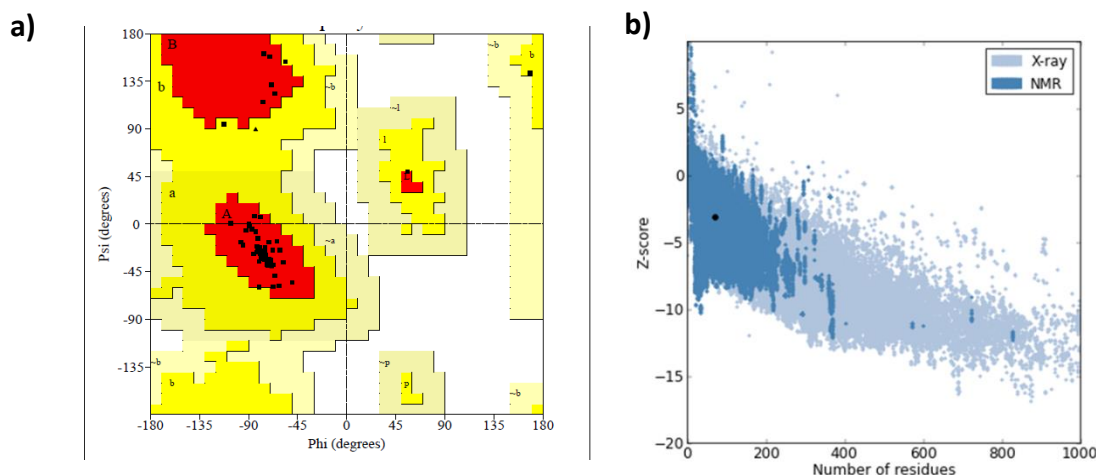 a)
180
135
90
45
0
-45
-90
-135
Psi (degrees)
B
b
a
A
~b
~a
~l
l
L
~b
b
~b
b
~p
p
~b
-180 -135 -90 -45 0 45 90 135 180
Phi (degrees)
b)
X-ray
NMR
5
0
−5
−10
−15
−20
Z-score
0 200 400 600 800 1000
Number of residues